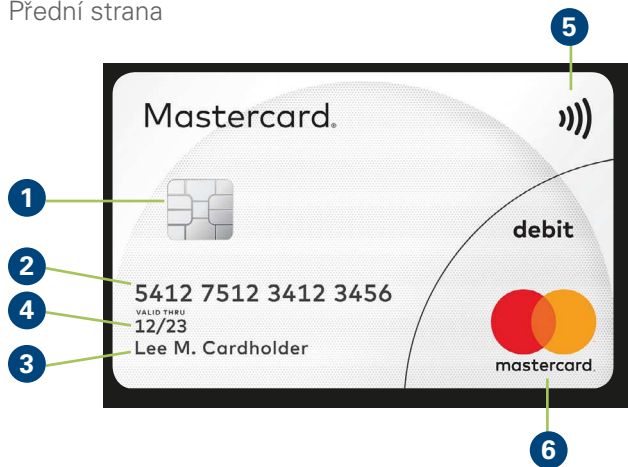 Přední strana
5
Mastercard.
1
debit
2
5412 7512 3412 3456
VALID THRU
4
12/23
3
Lee M. Cardholder
mastercard.
6